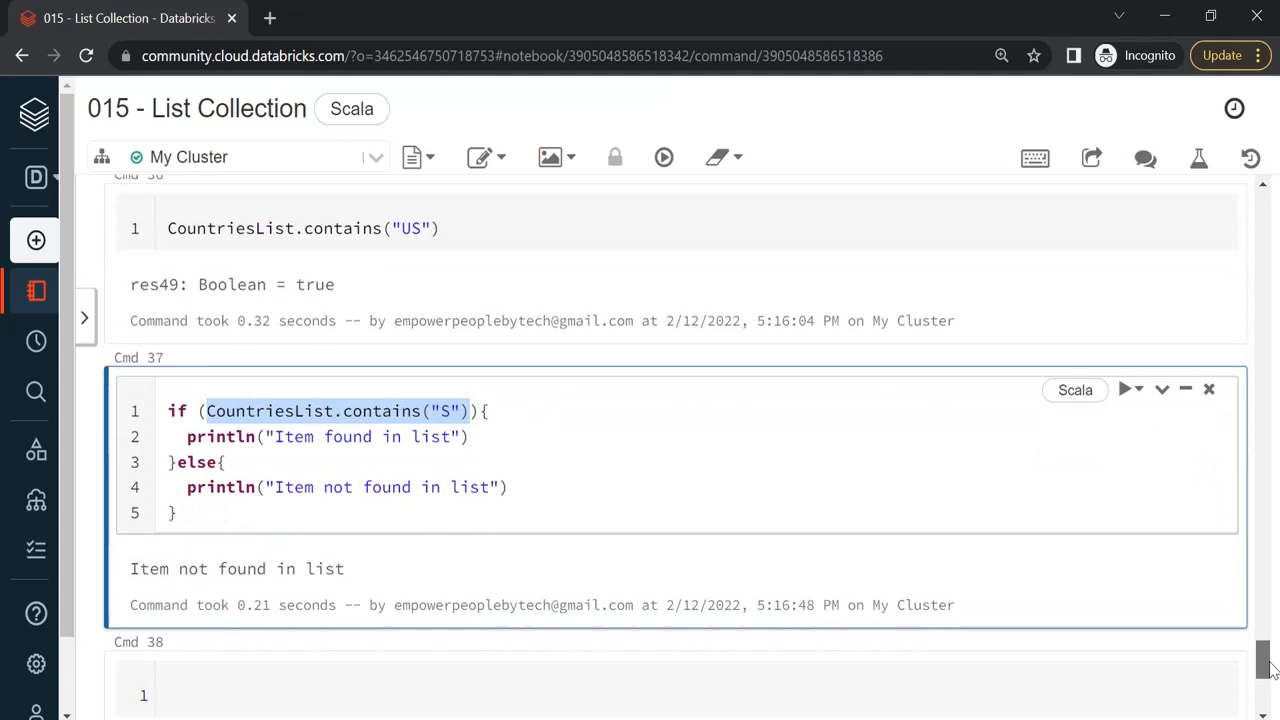 015 - List Collection - Databricks
community.cloud.databricks.com/?o=3462546750718753#notebook/3905048586518342/command/3905048586518386
Incognito
Update
015 - List Collection
Scala
D
My Cluster
Cmd 36
1 CountriesList.contains("US")
res49: Boolean = true
Command took 0.32 seconds -- by empowerpeoplebytech@gmail.com at 2/12/2022, 5:16:04 PM on My Cluster
Cmd 37
Scala
1 if (CountriesList.contains("S")){
2 println("Item found in list")
3 }else{
4 println("Item not found in list")
5 }
Item not found in list
Command took 0.21 seconds -- by empowerpeoplebytech@gmail.com at 2/12/2022, 5:16:48 PM on My Cluster
Cmd 38
1